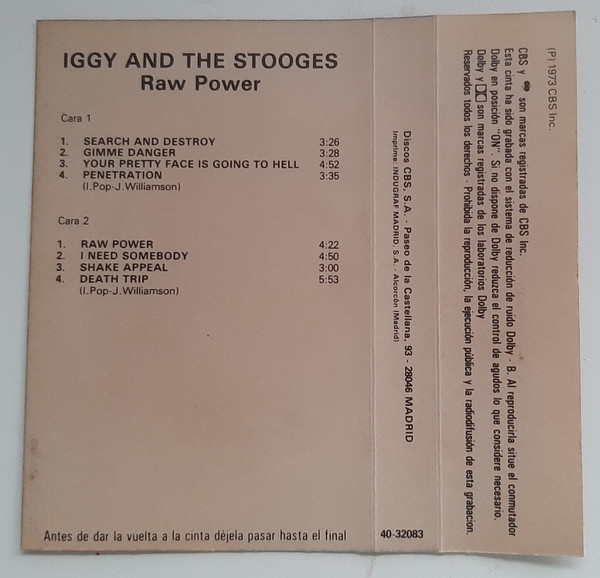 IGGY AND THE STOOGES
Raw Power
Cara 1
1. SEARCH AND DESTROY 3:26
2. GIMME DANGER 3:28
3. YOUR PRETTY FACE IS GOING TO HELL 4:52
4. PENETRATION 3:35
(I.Pop-J.Williamson)
Cara 2
1. RAW POWER 4:22
2. I NEED SOMEBODY 4:50
3. SHAKE APPEAL 3:00
4. DEATH TRIP 5:53
(I.Pop-J.Williamson)
Antes de dar la vuelta a la cinta déjela pasar hasta el final
Discos CBS, S.A. - Paseo de la Castellana, 93 - 28046 MADRID
Imprime: INDUGRAF MADRID, S.A. - Alcorcón (Madrid)
40-32083
(P) 1973 CBS Inc.
CBS y son marcas registradas de CBS Inc.
Esta cinta ha sido grabada con el sistema de reducción de ruido Dolby - B. Al reproducirla situe el conmutador
Dolby en posición "ON". Si no dispone de Dolby reduzca el control de agudos lo que considere necesario.
Dolby y son marcas registradas de los laboratorios Dolby
Reservados todos los derechos - Prohibida la reproducción, la ejecución pública y la radiodifusión de esta grabación.